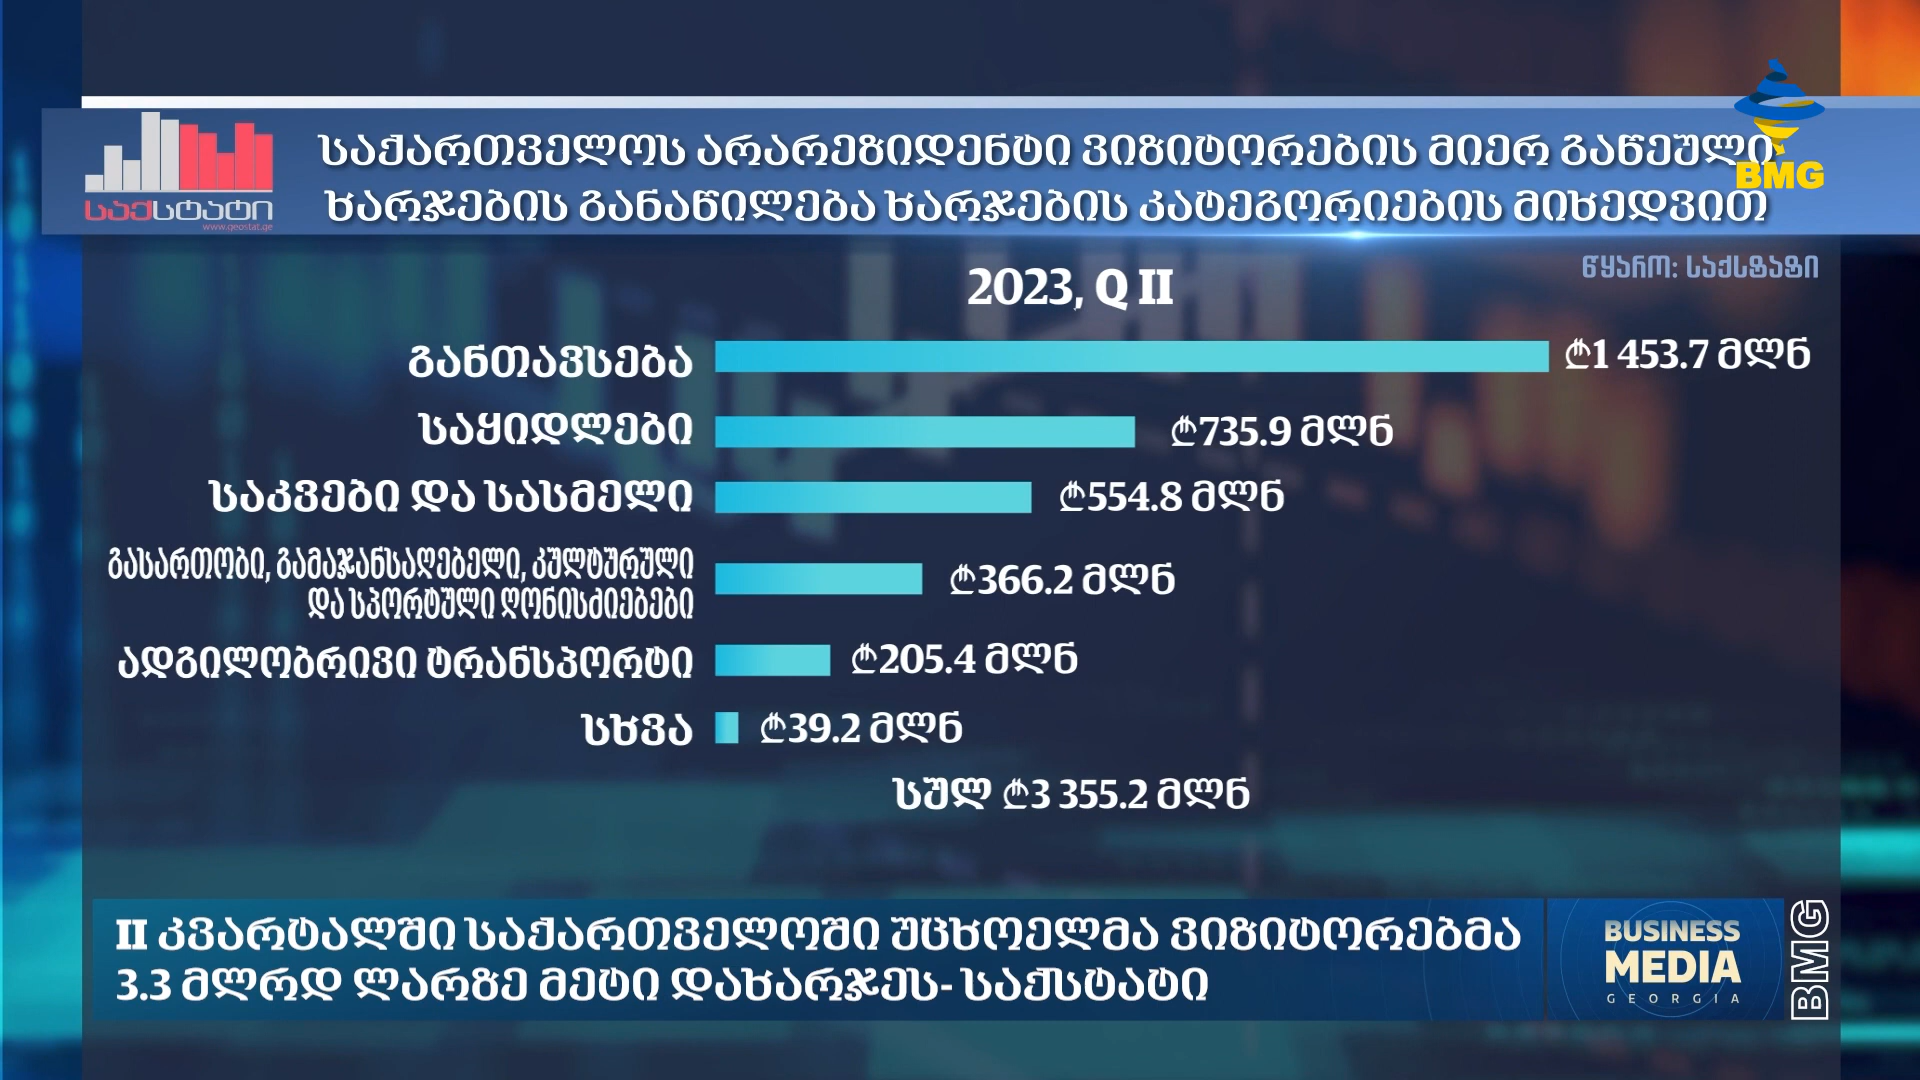 საქართველოს არარეზიდენტი ვიზიტორების მიერ გაწეული
ხარჯების განაწილება ხარჯების კატეგორიების მიხედვით
საქსტატი
www.geostat.ge
BMG
წყარო: საქსტატი
2023, Q II
განთავსება ₾1 453.7 მლნ
საყიდლები ₾735.9 მლნ
საკვები და სასმელი ₾554.8 მლნ
გასართობი, გამაჯანსაღებელი, კულტურული
და სპორტული ღონისძიებები ₾366.2 მლნ
ადგილობრივი ტრანსპორტი ₾205.4 მლნ
სხვა ₾39.2 მლნ
სულ ₾3 355.2 მლნ
II კვარტალში საქართველოში უცხოელმა ვიზიტორებმა
3.3 მლრდ ლარზე მეტი დახარჯეს- საქსტატი
BUSINESS
MEDIA
GEORGIA
BMG